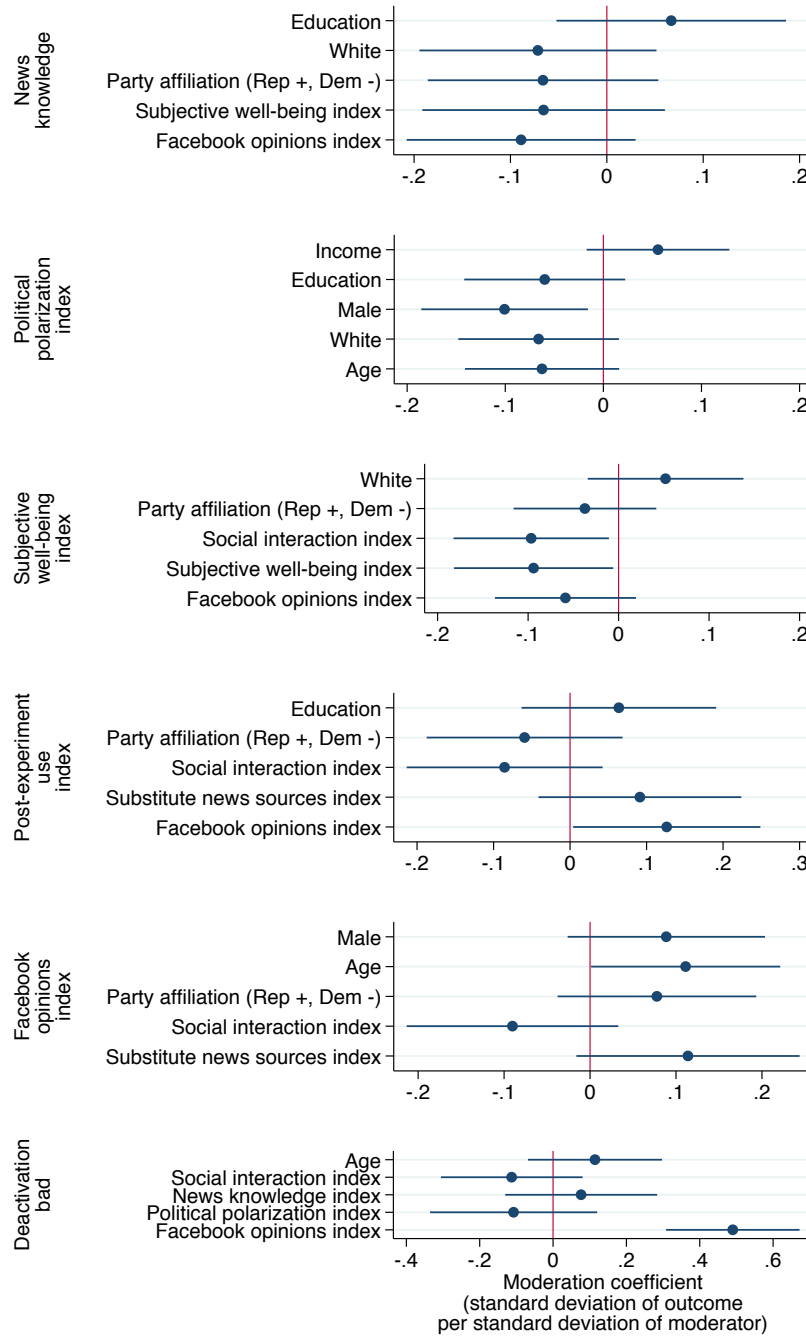 News
knowledge
Education
White
Party affiliation (Rep +, Dem -)
Subjective well-being index
Facebook opinions index
-.2 -.1 0 .1 .2
Political
polarization
index
Income
Education
Male
White
Age
-.2 -.1 0 .1 .2
Subjective
well-being
index
White
Party affiliation (Rep +, Dem -)
Social interaction index
Subjective well-being index
Facebook opinions index
-.2 -.1 0 .1 .2
Post-experiment
use
index
Education
Party affiliation (Rep +, Dem -)
Social interaction index
Substitute news sources index
Facebook opinions index
-.2 -.1 0 .1 .2 .3
Facebook
opinions
index
Male
Age
Party affiliation (Rep +, Dem -)
Social interaction index
Substitute news sources index
-.2 -.1 0 .1 .2
Deactivation
bad
Age
Social interaction index
News knowledge index
Political polarization index
Facebook opinions index
-.4 -.2 0 .2 .4 .6
Moderation coefficient
(standard deviation of outcome
per standard deviation of moderator)